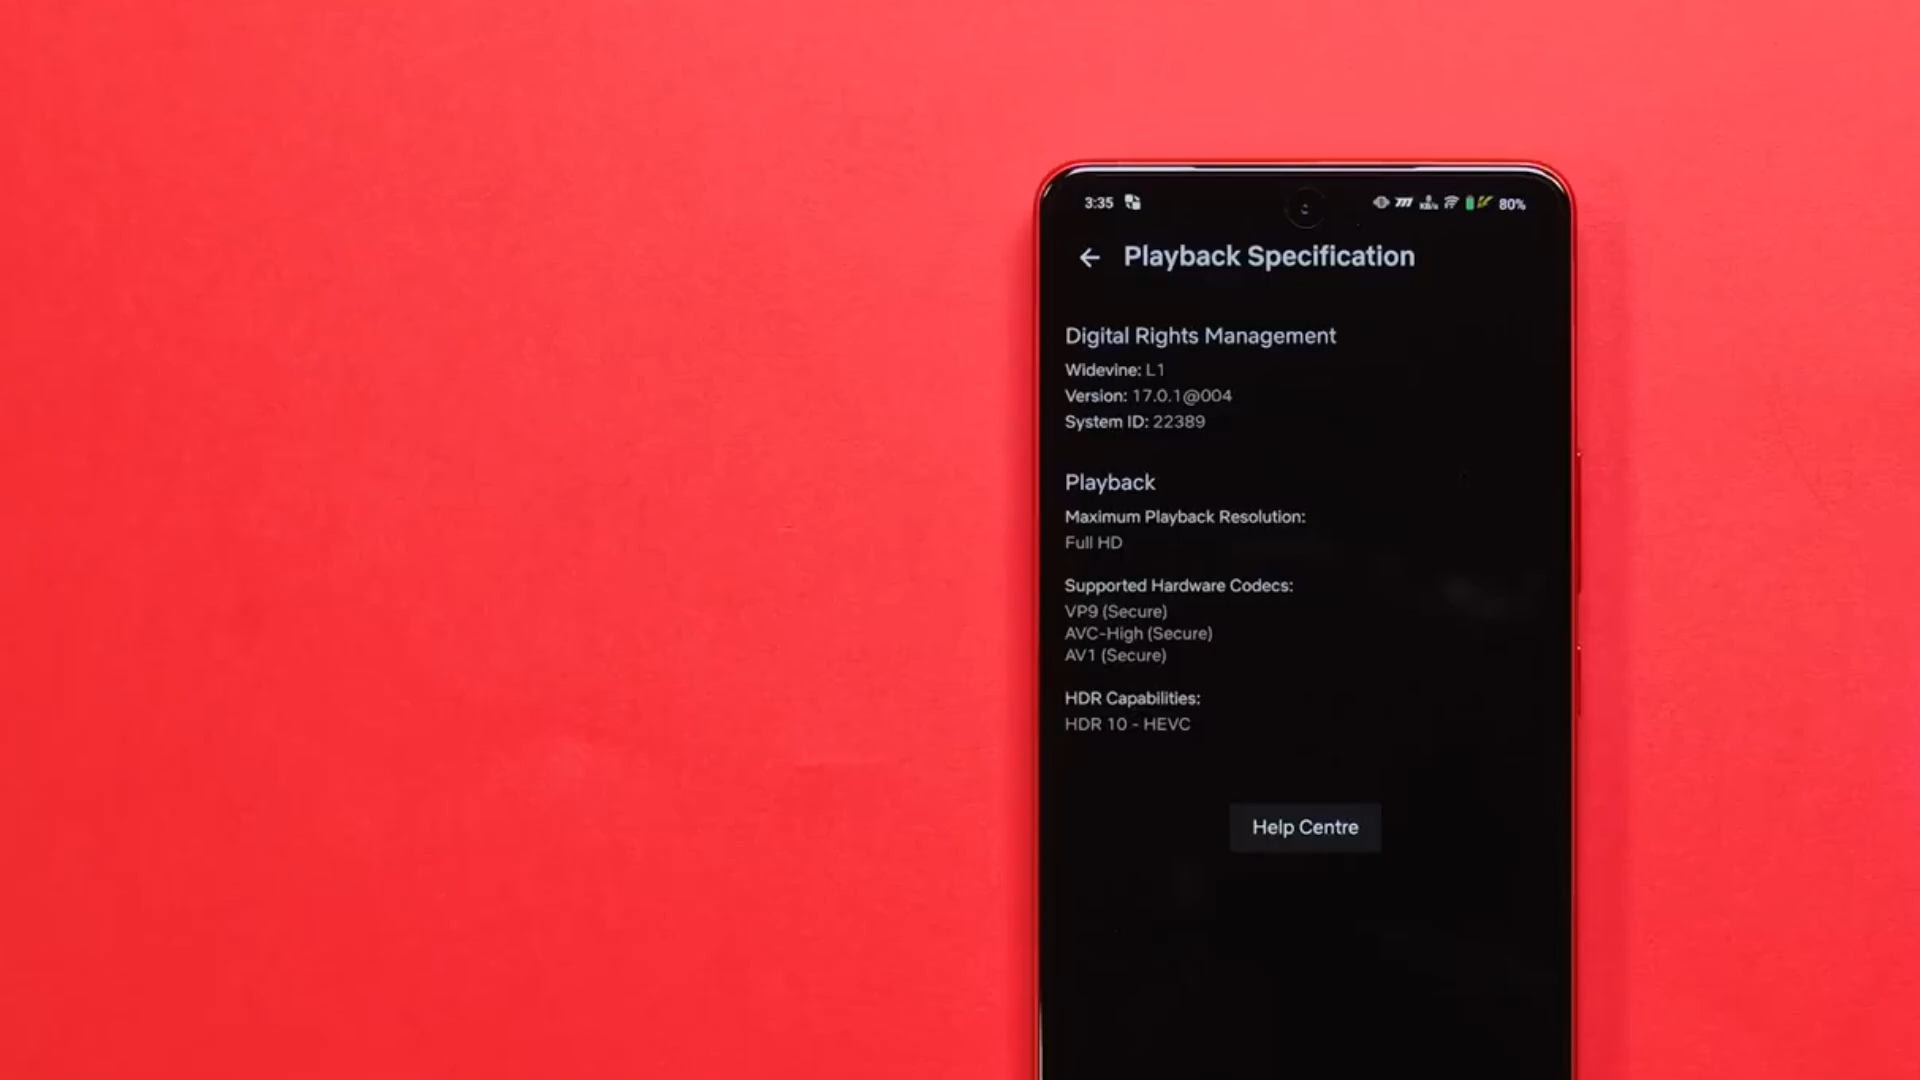 3:35 80%
Playback Specification
Digital Rights Management
Widevine: L1
Version: 17.0.1@004
System ID: 22389
Playback
Maximum Playback Resolution:
Full HD
Supported Hardware Codecs:
VP9 (Secure)
AVC-High (Secure)
AV1 (Secure)
HDR Capabilities:
HDR 10 - HEVC
Help Centre